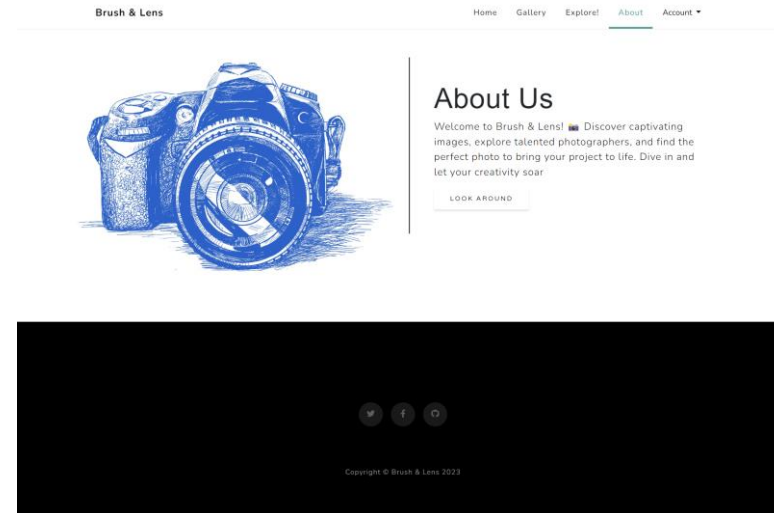 Brush & Lens
Home Gallery Explore! About Account
About Us
Welcome to Brush & Lens! 📸 Discover captivating
images, explore talented photographers, and find the
perfect photo to bring your project to life. Dive in and
let your creativity soar
LOOK AROUND
Copyright © Brush & Lens 2023